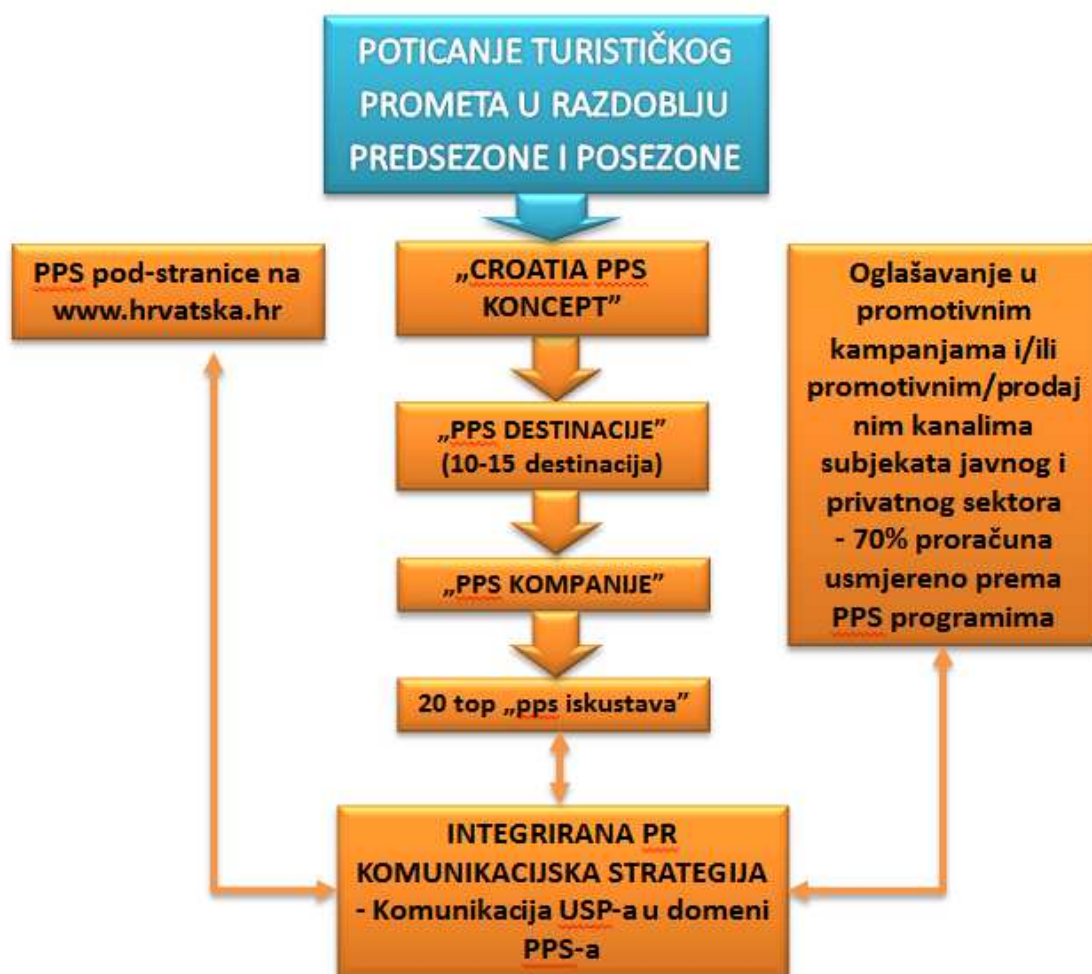 POTICANJE TURISTIČKOG
PROMETA U RAZDOBLJU
PREDSEZONE I POSEZONE
PPS pod-stranice na
www.hrvatska.hr
„CROATIA PPS
KONCEPT”
„PPS DESTINACIJE”
(10-15 destinacija)
„PPS KOMPANIJE”
20 top „pps iskustava”
Oglašavanje u
promotivnim
kampanjama i/ili
promotivnim/prodaj
nim kanalima
subjekata javnog i
privatnog sektora
- 70% proračuna
usmjereno prema
PPS programima
INTEGRIRANA PR
KOMUNIKACIJSKA STRATEGIJA
- Komunikacija USP-a u domeni
PPS-a